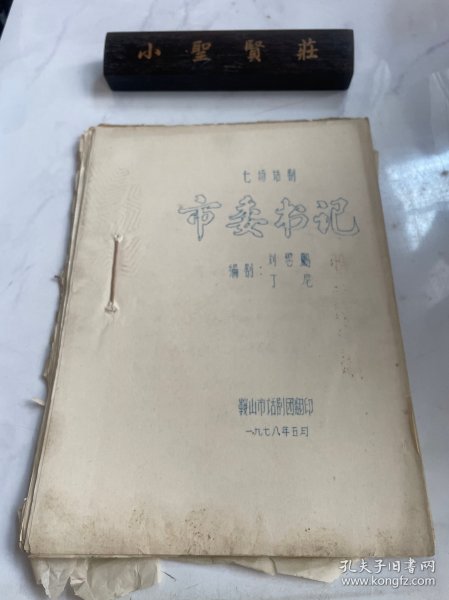 小聖賢莊
七场话剧
市委书记
编剧：
刘
丁尼
鞍山市话剧团翻印
一九七八年五月
孔夫子旧书网
www.kongfz.com